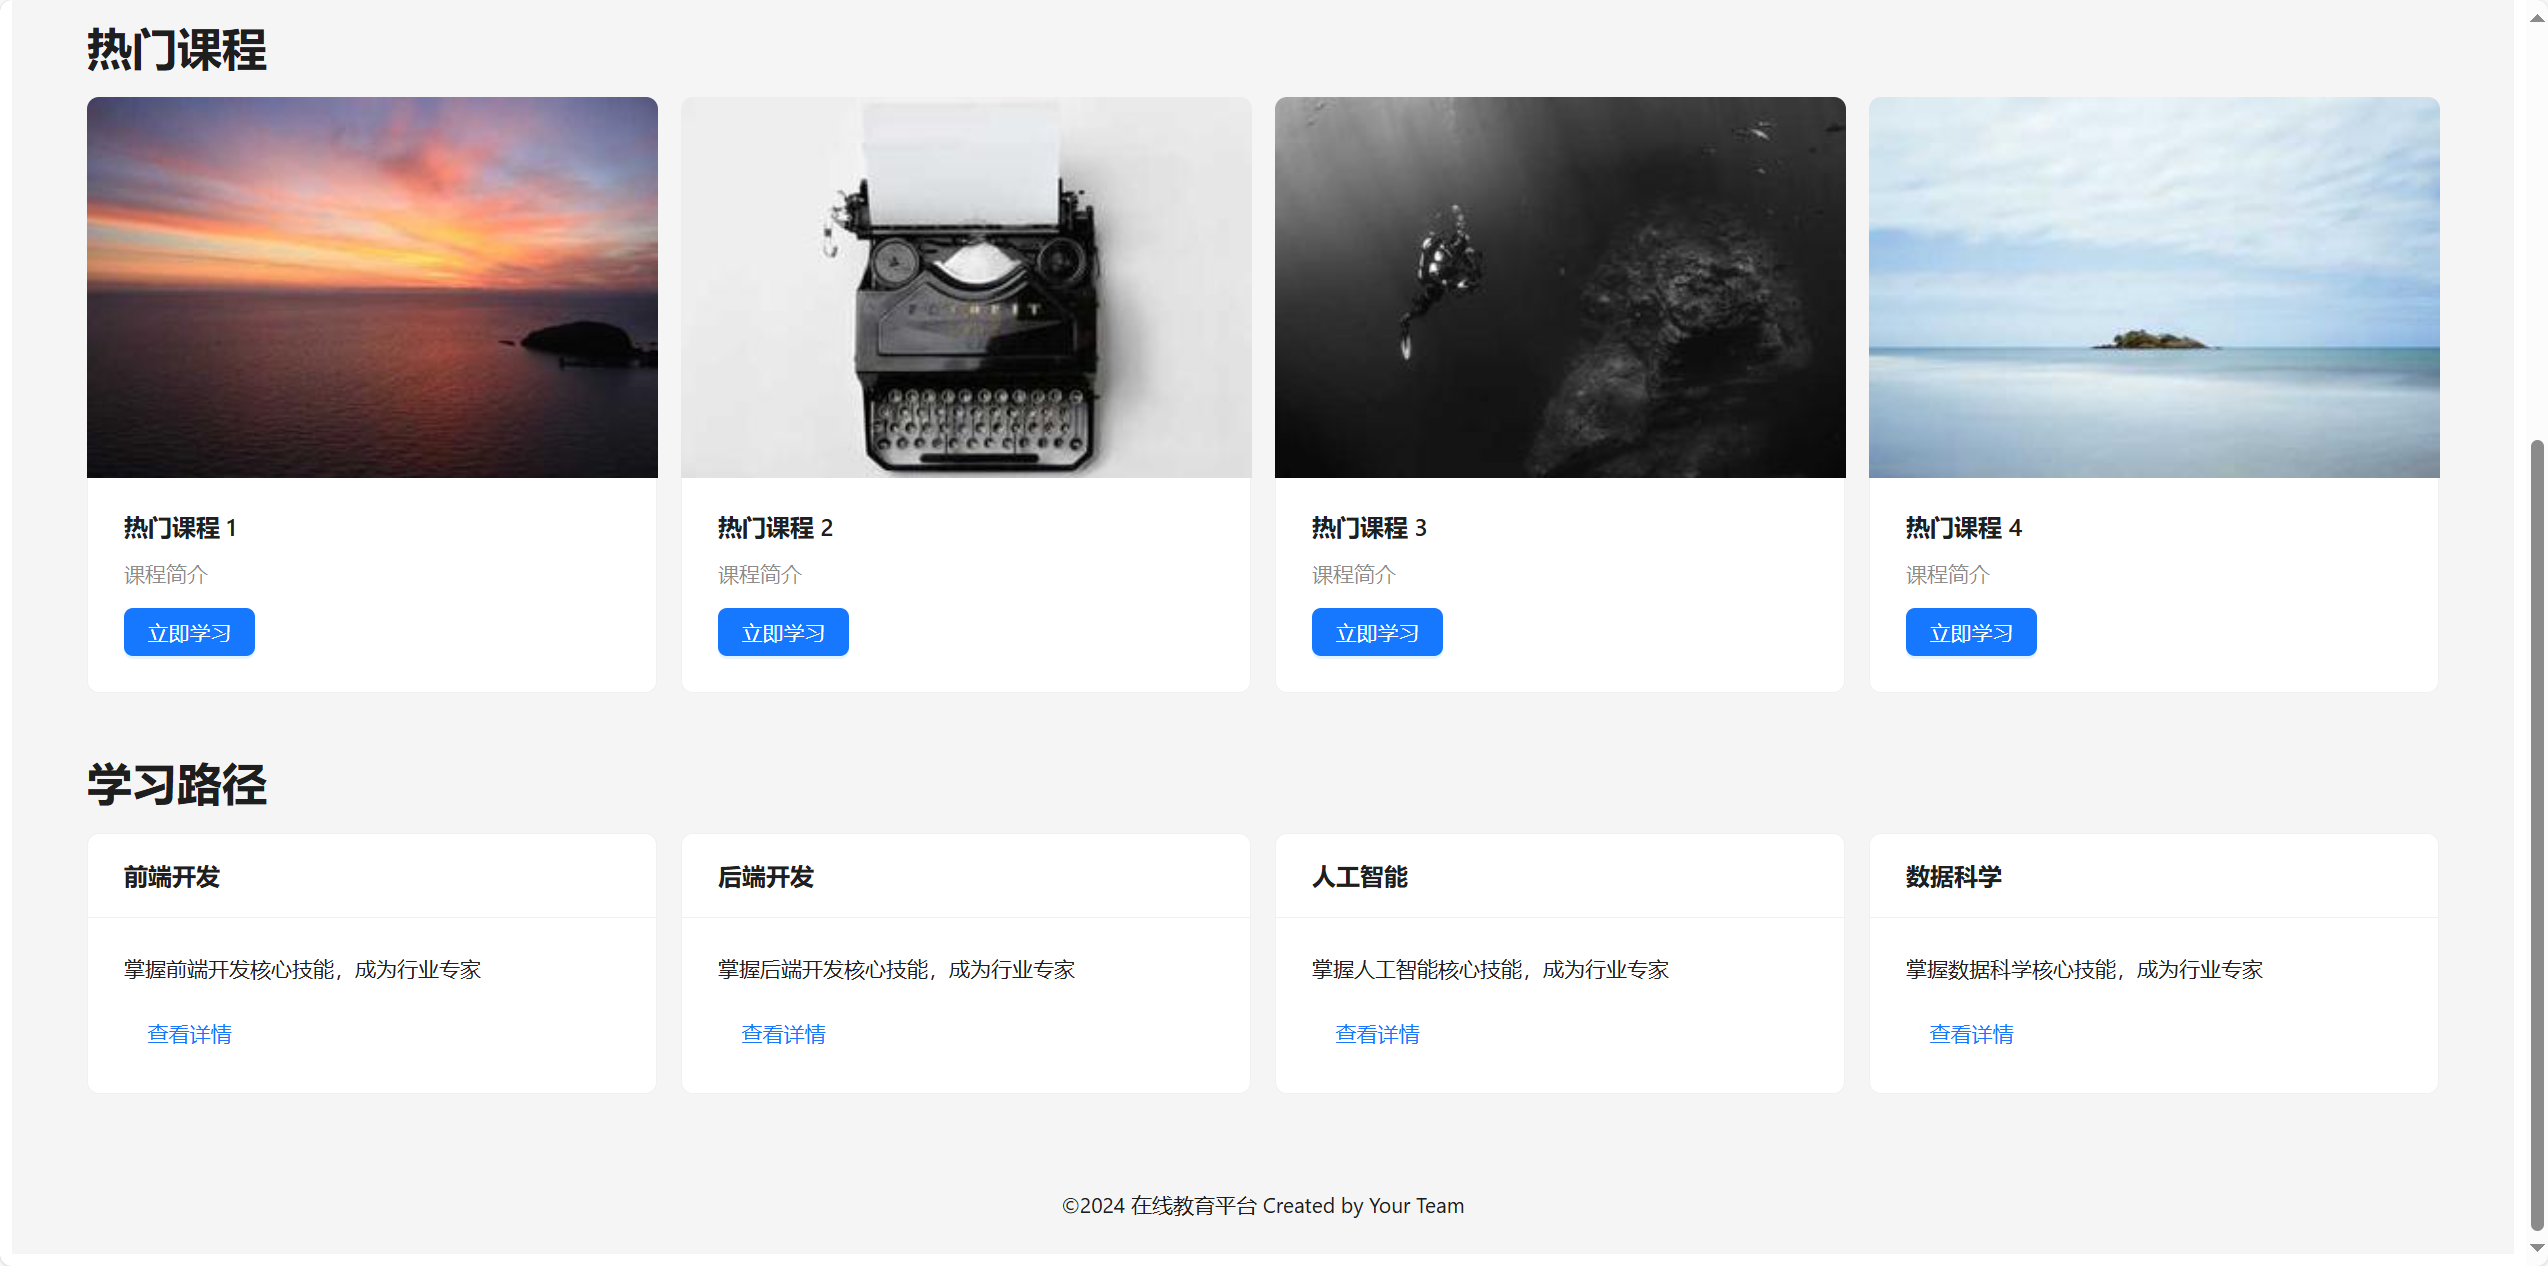 热门课程
热门课程 1
课程简介
立即学习
热门课程 2
课程简介
立即学习
热门课程 3
课程简介
立即学习
热门课程 4
课程简介
立即学习
学习路径
前端开发
掌握前端开发核心技能，成为行业专家
查看详情
后端开发
掌握后端开发核心技能，成为行业专家
查看详情
人工智能
掌握人工智能核心技能，成为行业专家
查看详情
数据科学
掌握数据科学核心技能，成为行业专家
查看详情
©2024 在线教育平台 Created by Your Team